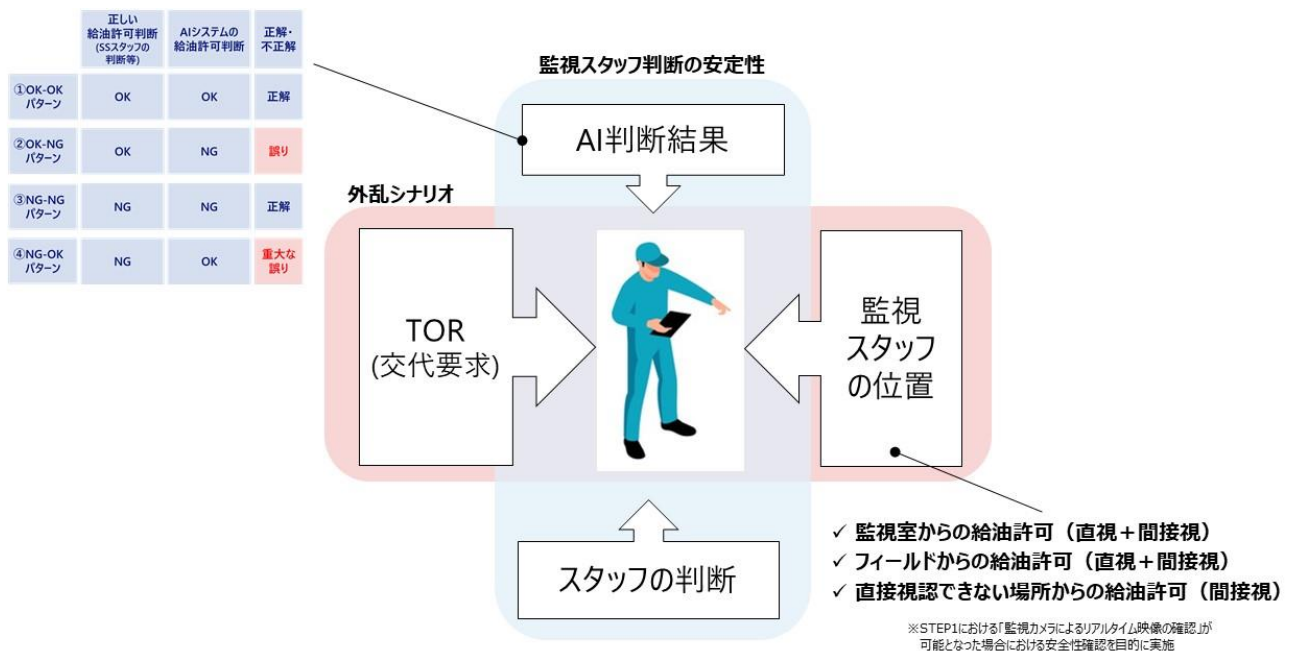 正しい
給油許可判断
(SSスタッフの
判断等)
AIシステムの
給油許可判断
正解・
不正解
①OK-OK
パターン
OK
OK
正解
②OK-NG
パターン
OK
NG
誤り
③NG-NG
パターン
NG
NG
正解
④NG-OK
パターン
NG
OK
重大な
誤り
監視スタッフ判断の安定性
AI判断結果
外乱シナリオ
TOR
(交代要求)
監視
スタッフ
の位置
スタッフの判断
✓ 監視室からの給油許可（直視＋間接視）
✓ フィールドからの給油許可（直視＋間接視）
✓ 直接視認できない場所からの給油許可（間接視）
※STEP1における「監視カメラによるリアルタイム映像の確認」が
可能となった場合における安全性確認を目的に実施